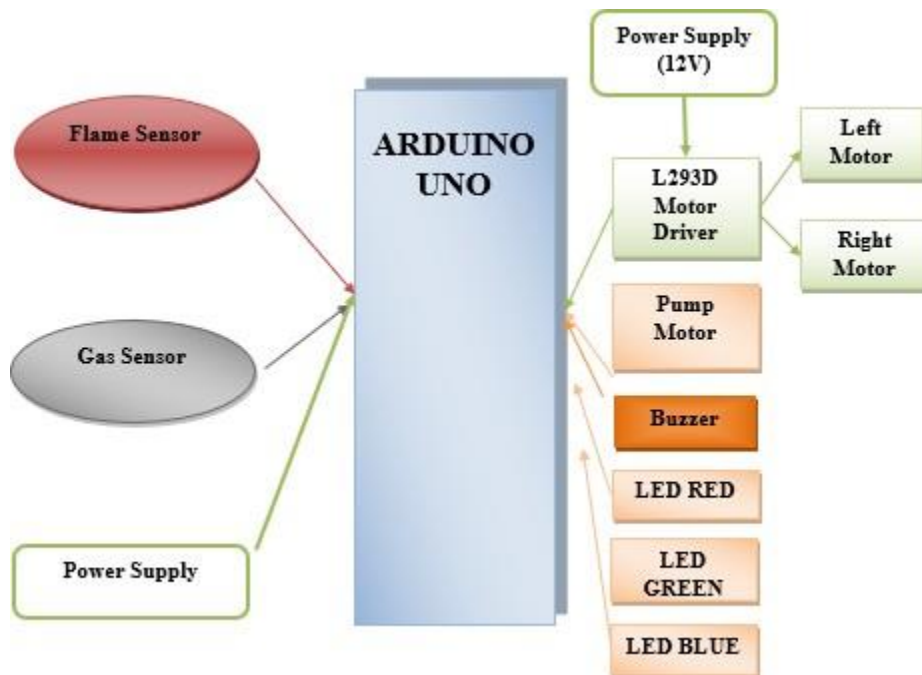 Flame Sensor
Gas Sensor
Power Supply
ARDUINO
UNO
Power Supply
(12V)
L293D
Motor
Driver
Left
Motor
Right
Motor
Pump
Motor
Buzzer
LED RED
LED
GREEN
LED BLUE